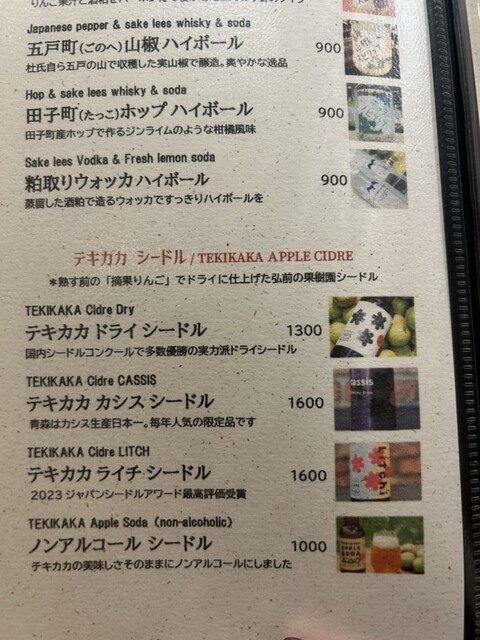 Japanese pepper & sake lees whisky & soda
五戸町(ごのへ)山椒ハイボール 900
杜氏自ら五戸の山で収穫した実山椒で醸造。爽やかな逸品
Hop & sake lees whisky & soda
田子町(たっこ)ホップ ハイボール 900
田子町産ホップで作るジンライムのような柑橘風味
Sake lees Vodka & Fresh lemon soda
粕取りウォッカ ハイボール 900
蒸留した酒粕で造るウォッカですっきりハイボールを
テキカカ シードル / TEKIKAKA APPLE CIDRE
*熟す前の「摘果りんご」でドライに仕上げた弘前の果樹園シードル
TEKIKAKA Cidre Dry
テキカカ ドライ シードル 1300
国内シードルコンクールで多数優勝の実力派ドライシードル
TEKIKAKA Cidre CASSIS
テキカカ カシス シードル 1600
青森はカシス生産日本一。毎年人気の限定品です
TEKIKAKA Cidre LITCH
テキカカ ライチ シードル 1600
2023 ジャパンシードルアワード最高評価受賞
TEKIKAKA Apple Soda (non-alcoholic)
ノンアルコール シードル 1000
テキカカの美味しさそのままにノンアルコールにしました